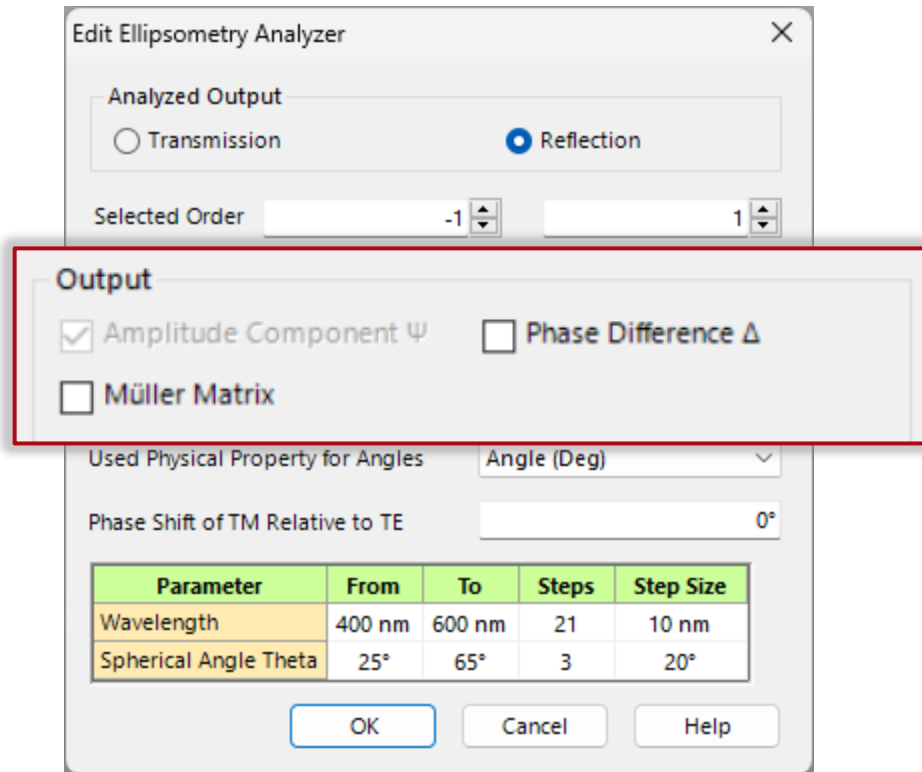 Edit Ellipsometry Analyzer
Analyzed Output
Transmission Reflection
Selected Order -1 1
Output
Amplitude Component Ψ Phase Difference Δ
Müller Matrix
Used Physical Property for Angles Angle (Deg)
Phase Shift of TM Relative to TE 0°
Parameter From To Steps Step Size
Wavelength 400 nm 600 nm 21 10 nm
Spherical Angle Theta 25° 65° 3 20°
OK Cancel Help